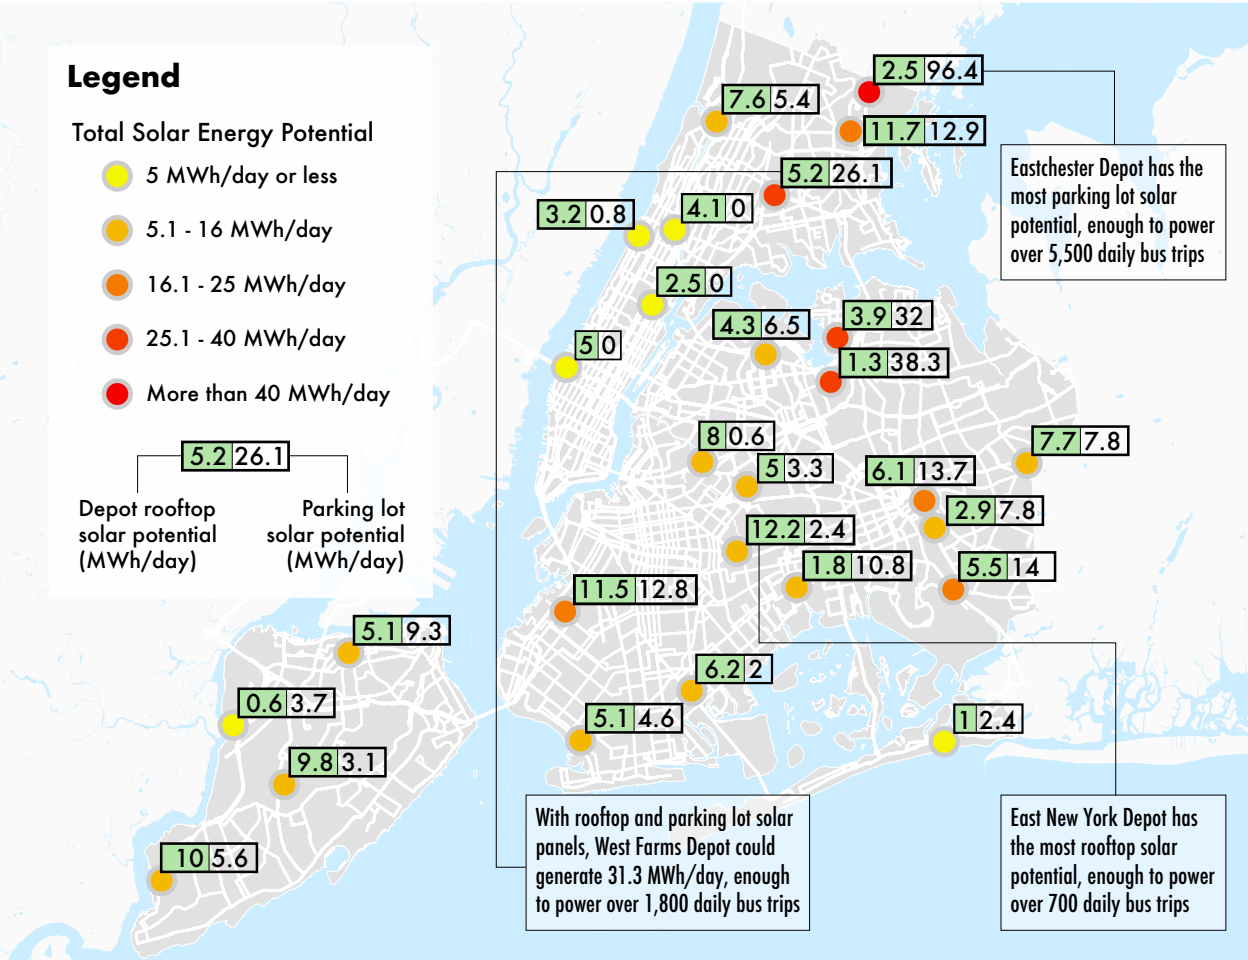 Legend
Total Solar Energy Potential
5 MWh/day or less
5.1 - 16 MWh/day
16.1 - 25 MWh/day
25.1 - 40 MWh/day
More than 40 MWh/day
5.2 26.1
Depot rooftop
solar potential
(MWh/day)
Parking lot
solar potential
(MWh/day)
2.5 96.4
7.6 5.4
11.7 12.9
5.2 26.1
3.2 0.8
4.1 0
2.5 0
4.3 6.5
3.9 32
5 0
1.3 38.3
8 0.6
7.7 7.8
5 3.3
6.1 13.7
2.9 7.8
12.2 2.4
1.8 10.8
5.5 14
11.5 12.8
5.1 9.3
6.2 2
0.6 3.7
5.1 4.6
1 2.4
9.8 3.1
10 5.6
Eastchester Depot has the
most parking lot solar
potential, enough to power
over 5,500 daily bus trips
With rooftop and parking lot solar
panels, West Farms Depot could
generate 31.3 MWh/day, enough
to power over 1,800 daily bus trips
East New York Depot has
the most rooftop solar
potential, enough to power
over 700 daily bus trips